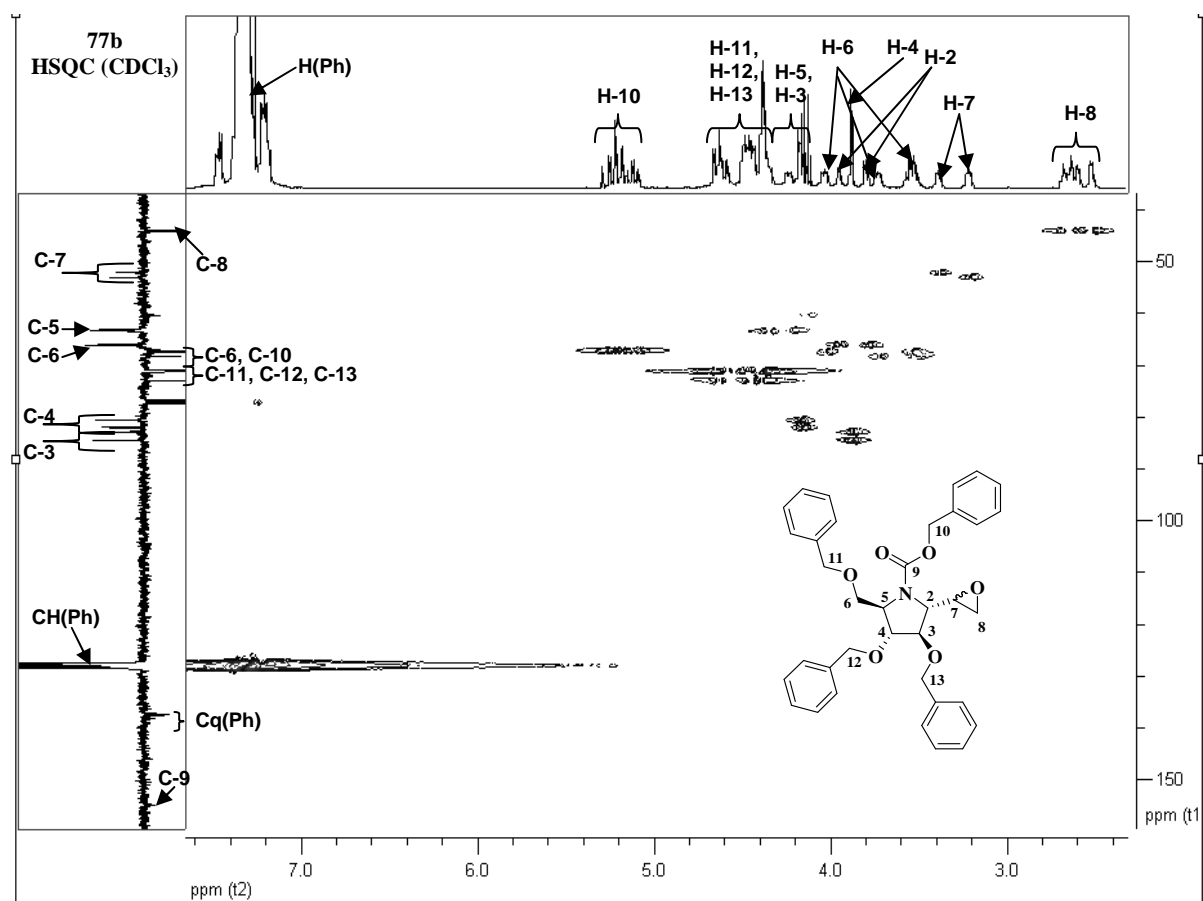 77b
HSQC (CDCl3)
H(Ph)
H-10
H-11,
H-12,
H-13
H-5,
H-3
H-6
H-4
H-2
H-7
H-8
C-7
C-8
C-5
C-6
C-6, C-10
C-11, C-12, C-13
C-4
C-3
CH(Ph)
Cq(Ph)
C-9
50
100
150
ppm (t1
7.0
6.0
5.0
4.0
3.0
ppm (t2)
10
O
O
9
11
O
N
O
6
5
2
7
8
4
3
O
O
12
13